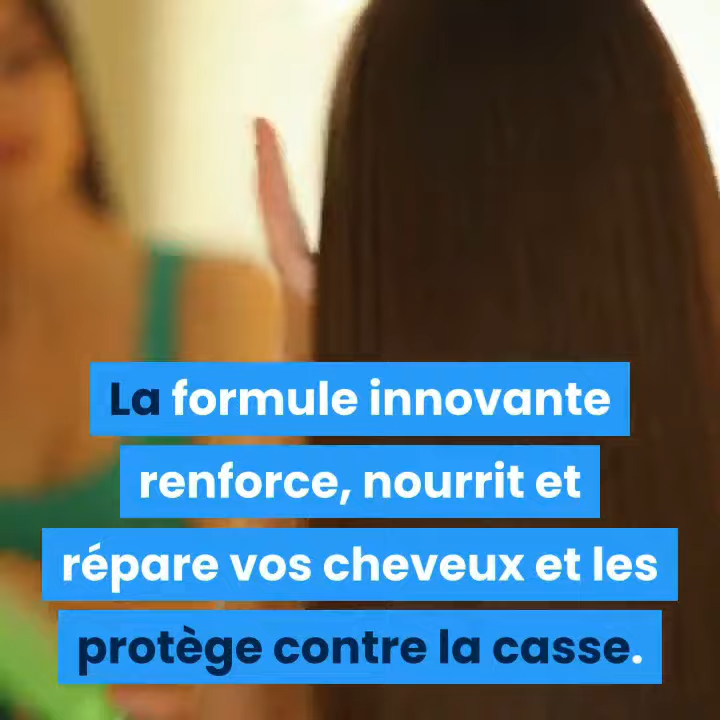 La formule innovante
renforce, nourrit et
répare vos cheveux et les
protège contre la casse.